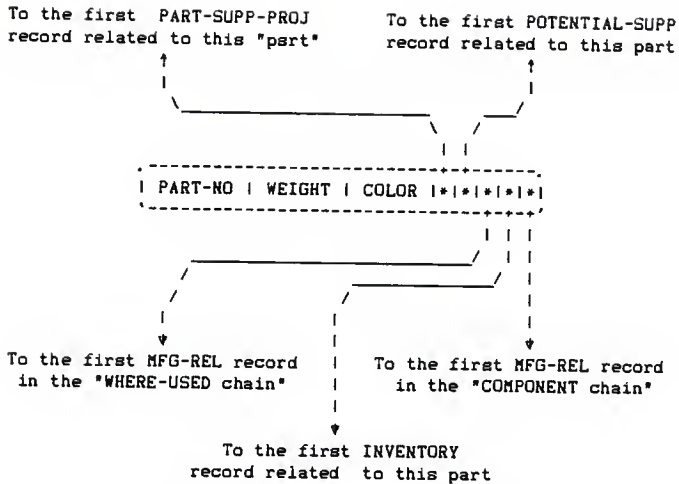 To the first PART-SUPP-PROJ
record related to this "psrt"
To the first POTENTIAL-SUPP
record related to this part
| PART-NO | WEIGHT | COLOR |*|*|*|*|*|
To the first MFG-REL record
in the "WHERE-USED chain"
To the first MFG-REL record
in the "COMPONENT chain"
To the first INVENTORY
record related to this part